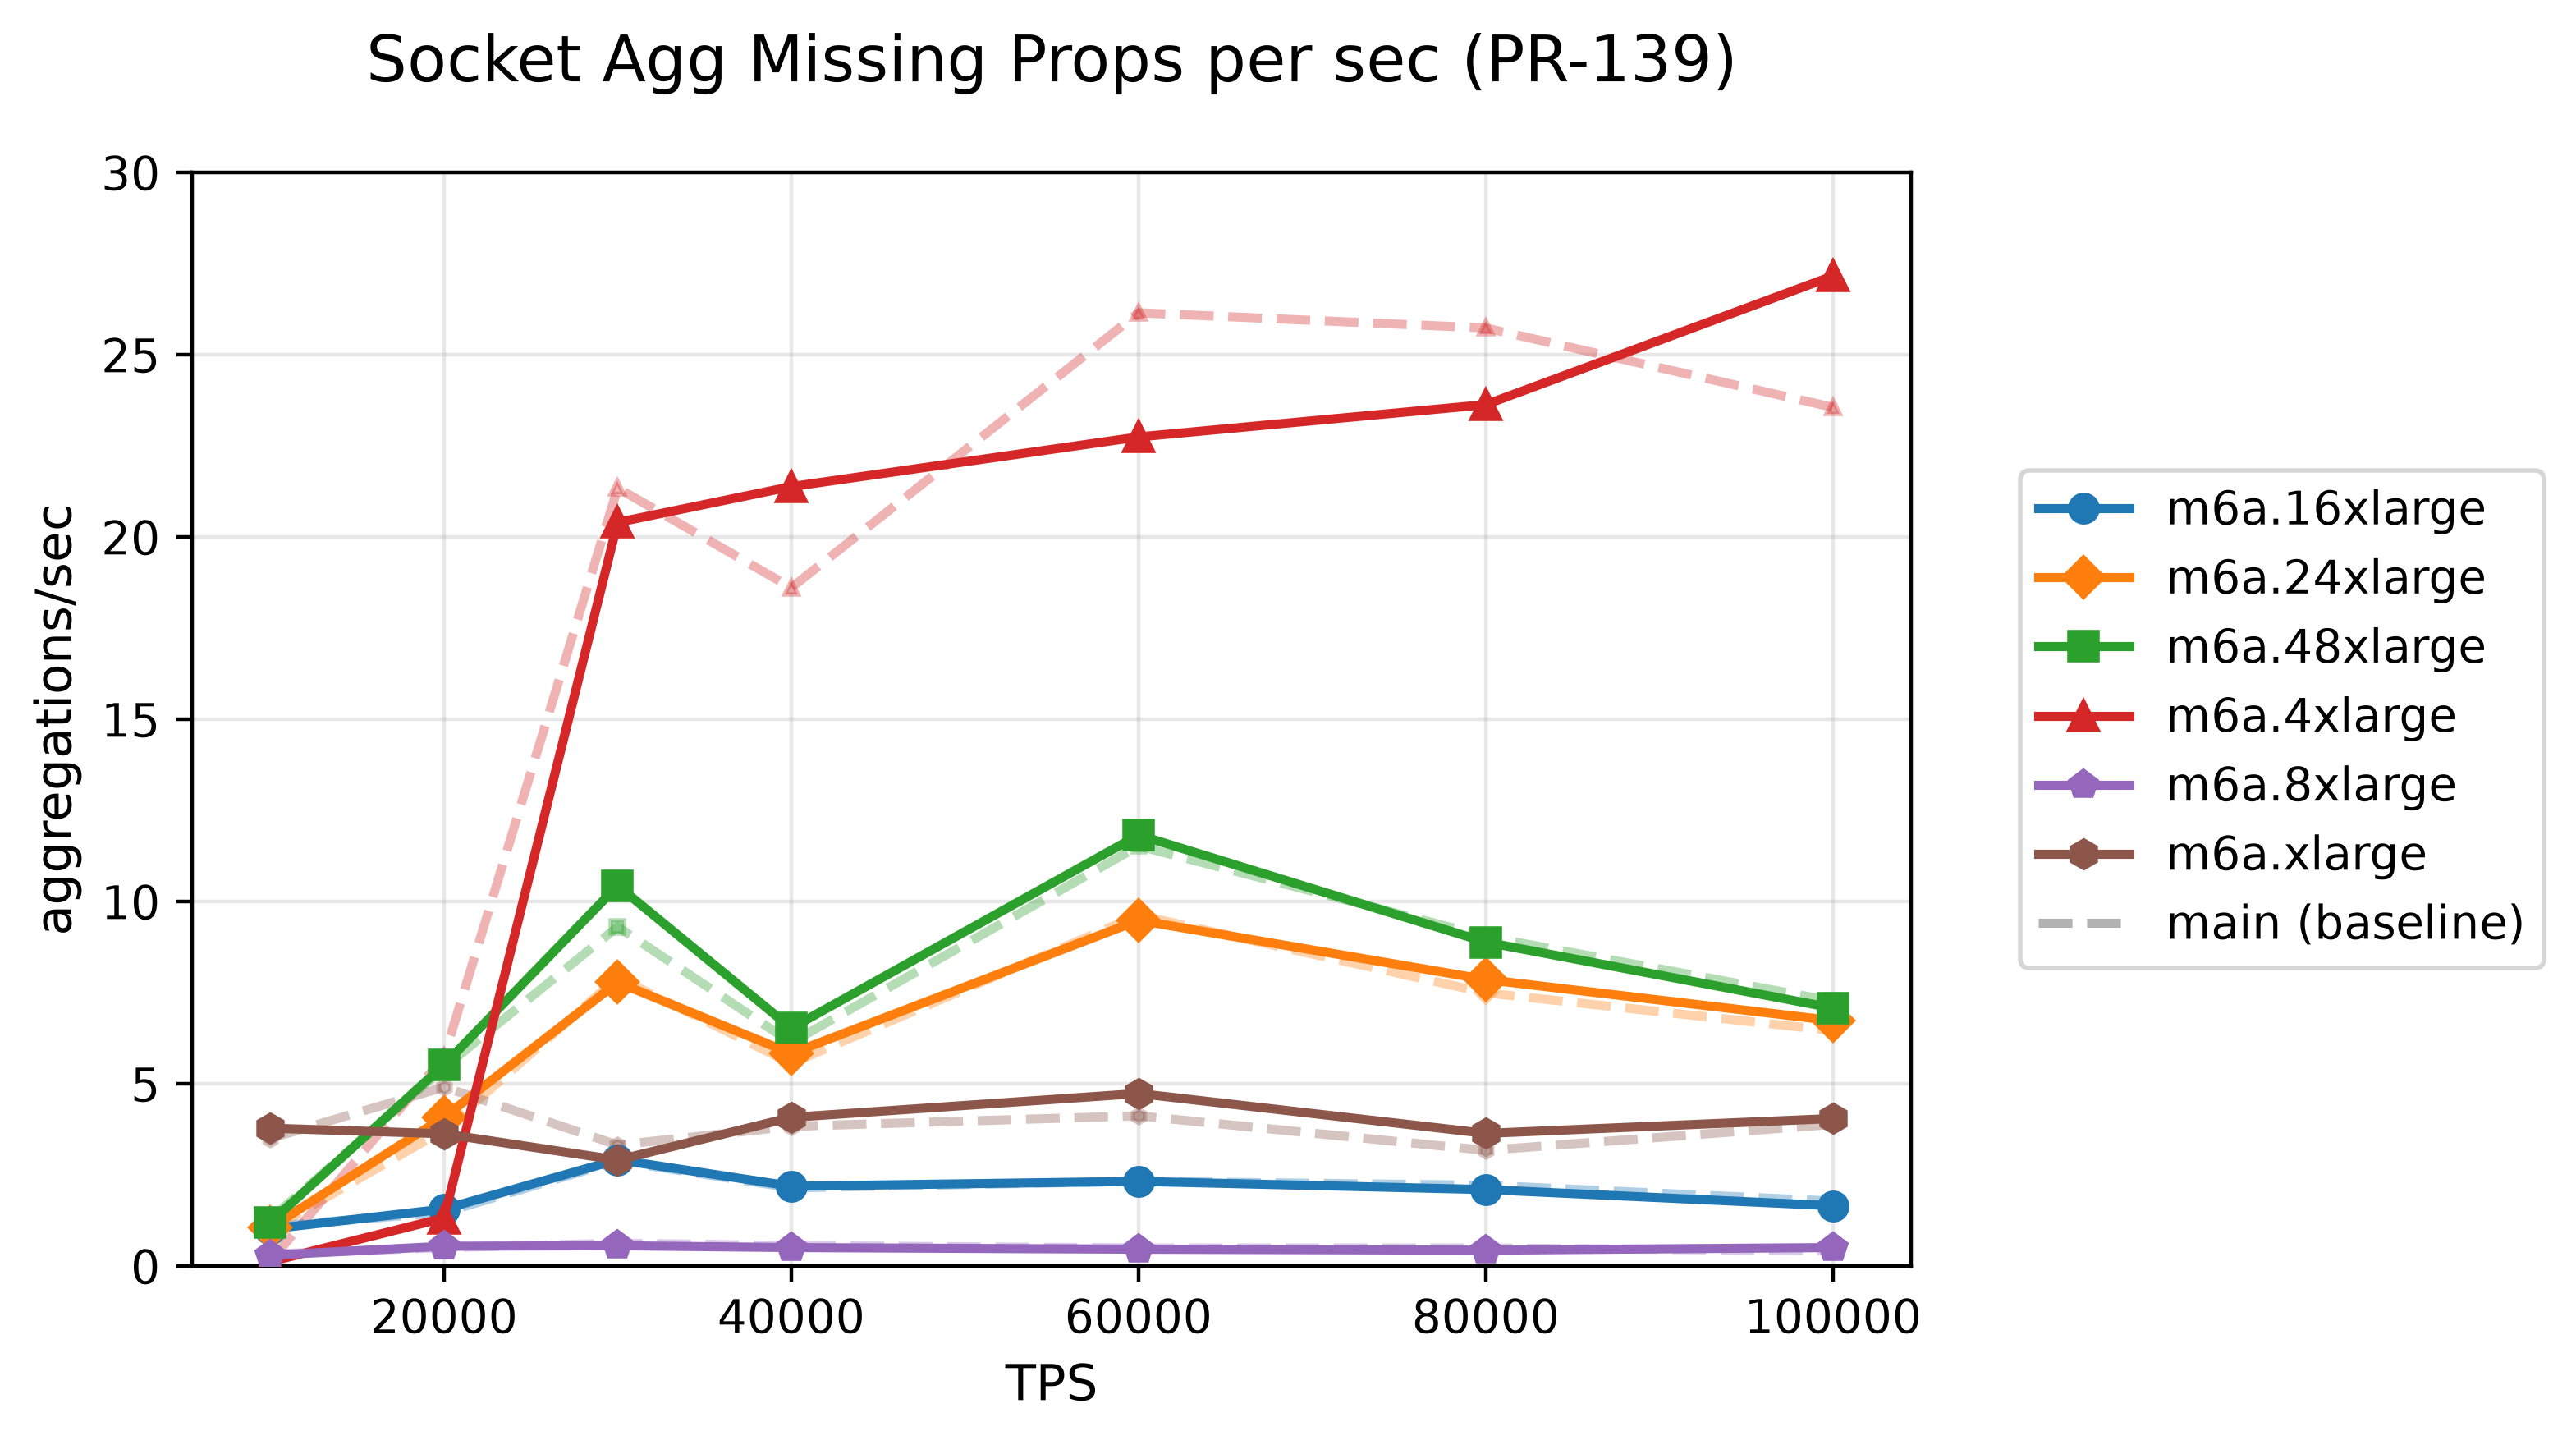 Socket Agg Missing Props per sec (PR-139)
30
25
20
15
10
5
0
aggregations/sec
20000
40000
60000
80000
100000
TPS
m6a.16xlarge
m6a.24xlarge
m6a.48xlarge
m6a.4xlarge
m6a.8xlarge
m6a.xlarge
main (baseline)